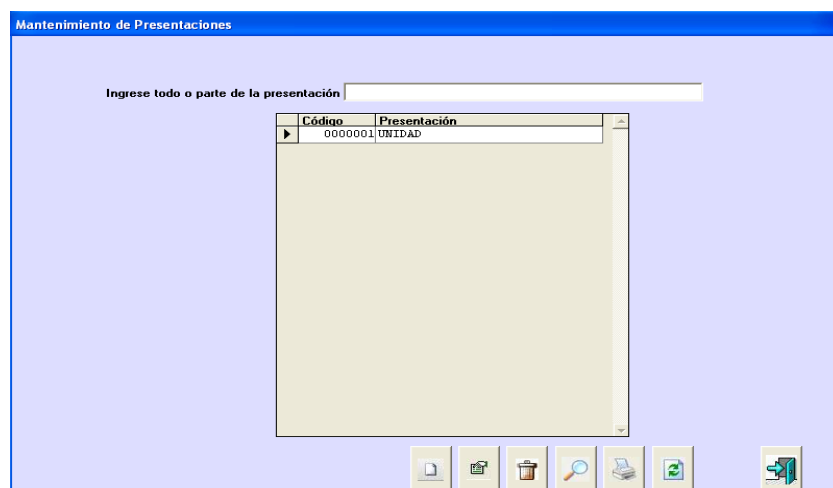 Mantenimiento de Presentaciones
Ingrese todo o parte de la presentación
Código Presentación
0000001 UNIDAD